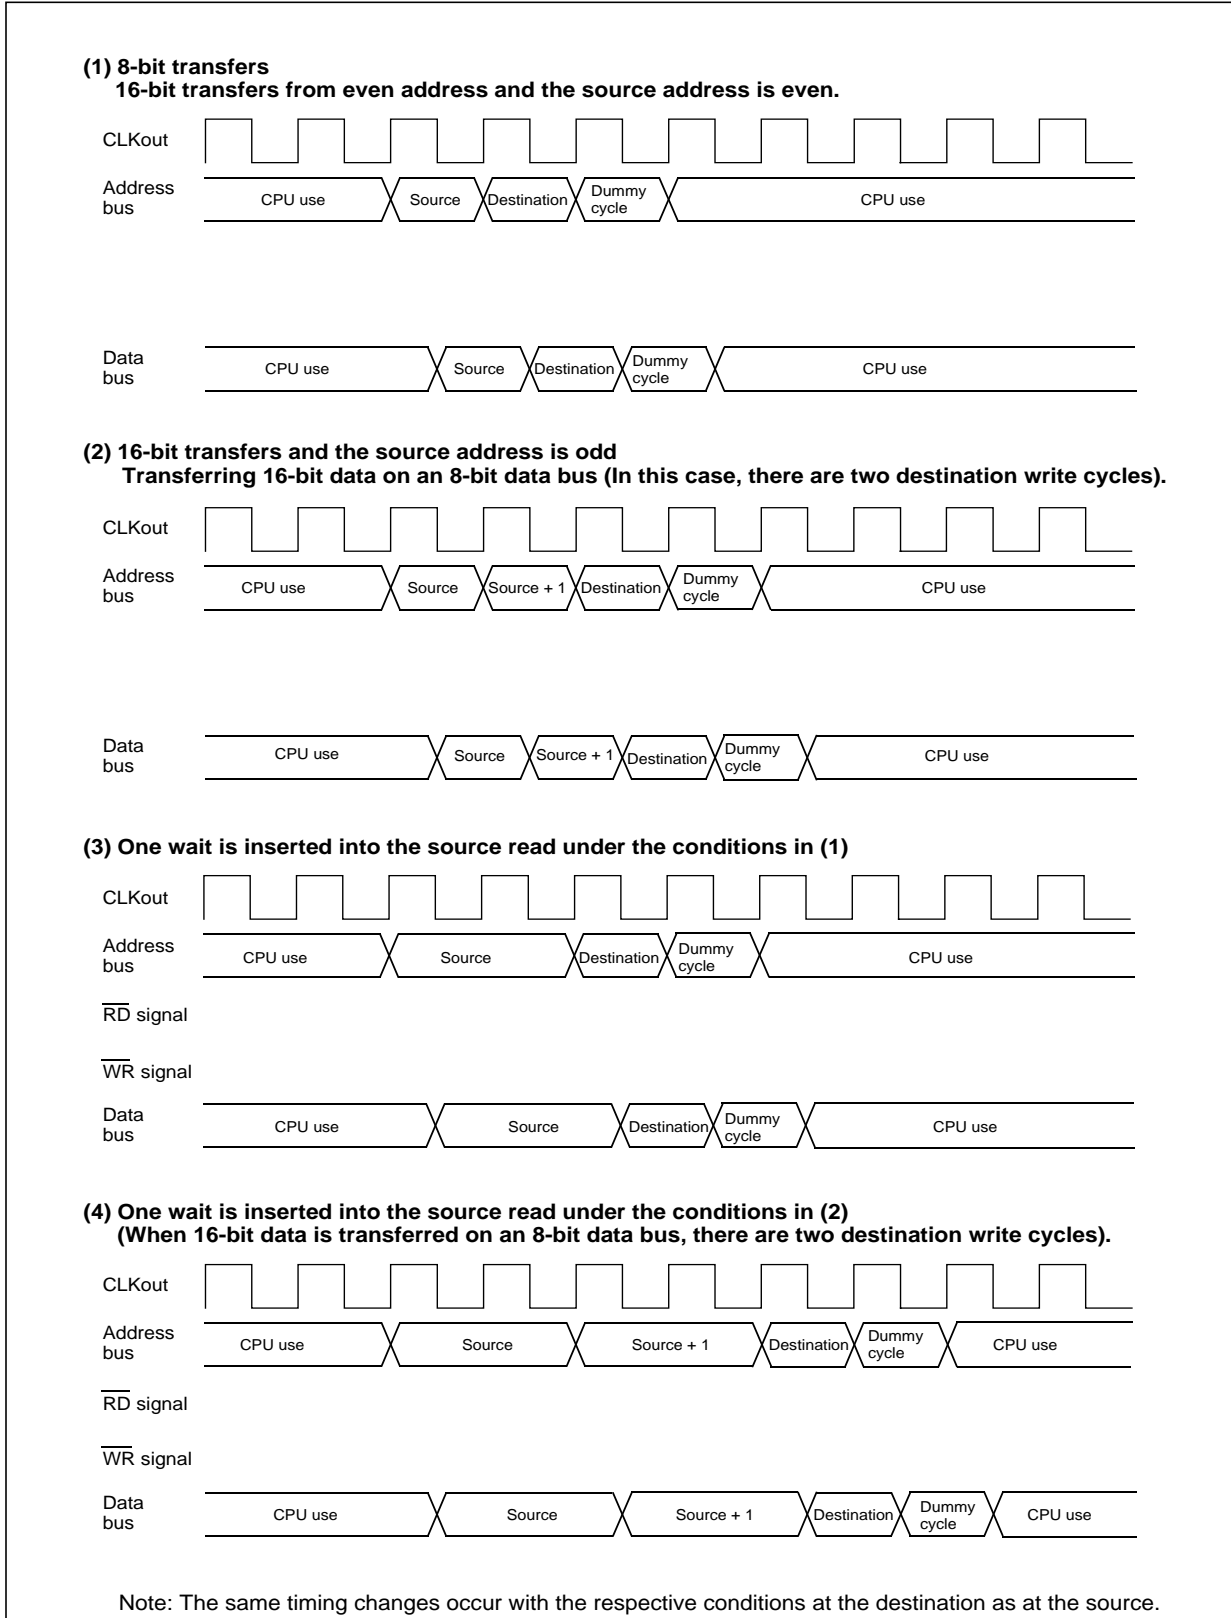 (1) 8-bit transfers
16-bit transfers from even address and the source address is even.
CLKout
Address
bus
CPU use
Source
Destination
Dummy
cycle
CPU use
Data
bus
CPU use
Source
Destination
Dummy
cycle
CPU use
(2) 16-bit transfers and the source address is odd
Transferring 16-bit data on an 8-bit data bus (In this case, there are two destination write cycles).
CLKout
Address
bus
CPU use
Source
Source + 1
Destination
Dummy
cycle
CPU use
Data
bus
CPU use
Source
Source + 1
Destination
Dummy
cycle
CPU use
(3) One wait is inserted into the source read under the conditions in (1)
CLKout
Address
bus
CPU use
Source
Destination
Dummy
cycle
CPU use
RD signal
WR signal
Data
bus
CPU use
Source
Destination
Dummy
cycle
CPU use
(4) One wait is inserted into the source read under the conditions in (2)
(When 16-bit data is transferred on an 8-bit data bus, there are two destination write cycles).
CLKout
Address
bus
CPU use
Source
Source + 1
Destination
Dummy
cycle
CPU use
RD signal
WR signal
Data
bus
CPU use
Source
Source + 1
Destination
Dummy
cycle
CPU use
Note: The same timing changes occur with the respective conditions at the destination as at the source.